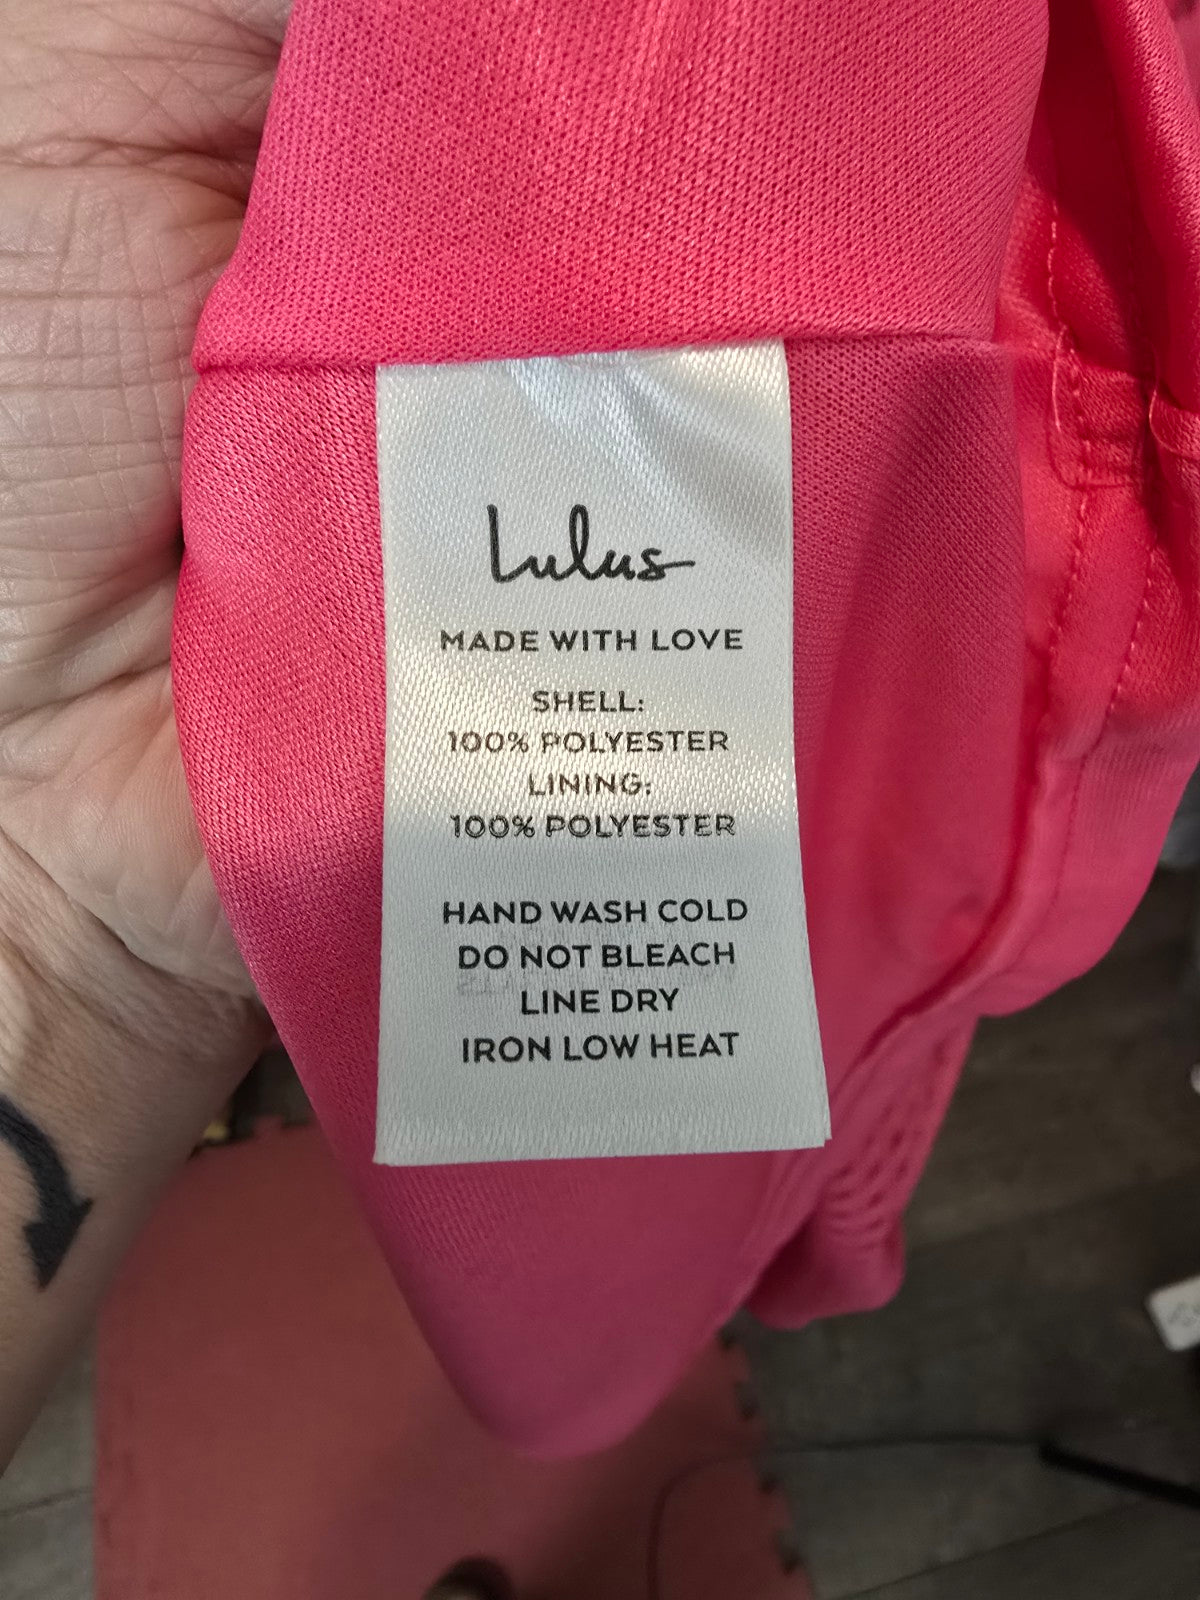 Lulus
MADE WITH LOVE
SHELL:
100% POLYESTER
LINING:
100% POLYESTER
HAND WASH COLD
DO NOT BLEACH
LINE DRY
IRON LOW HEAT